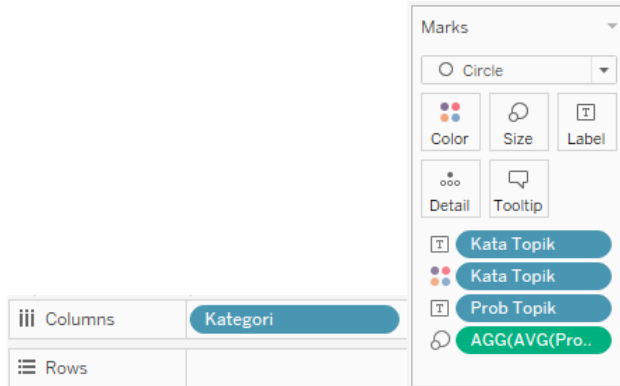 Marks
Circle
Color Size Label
Detail Tooltip
T Kata Topik
Kata Topik
T Prob Topik
AGG(AVG(Pro..
Columns Kategori
Rows